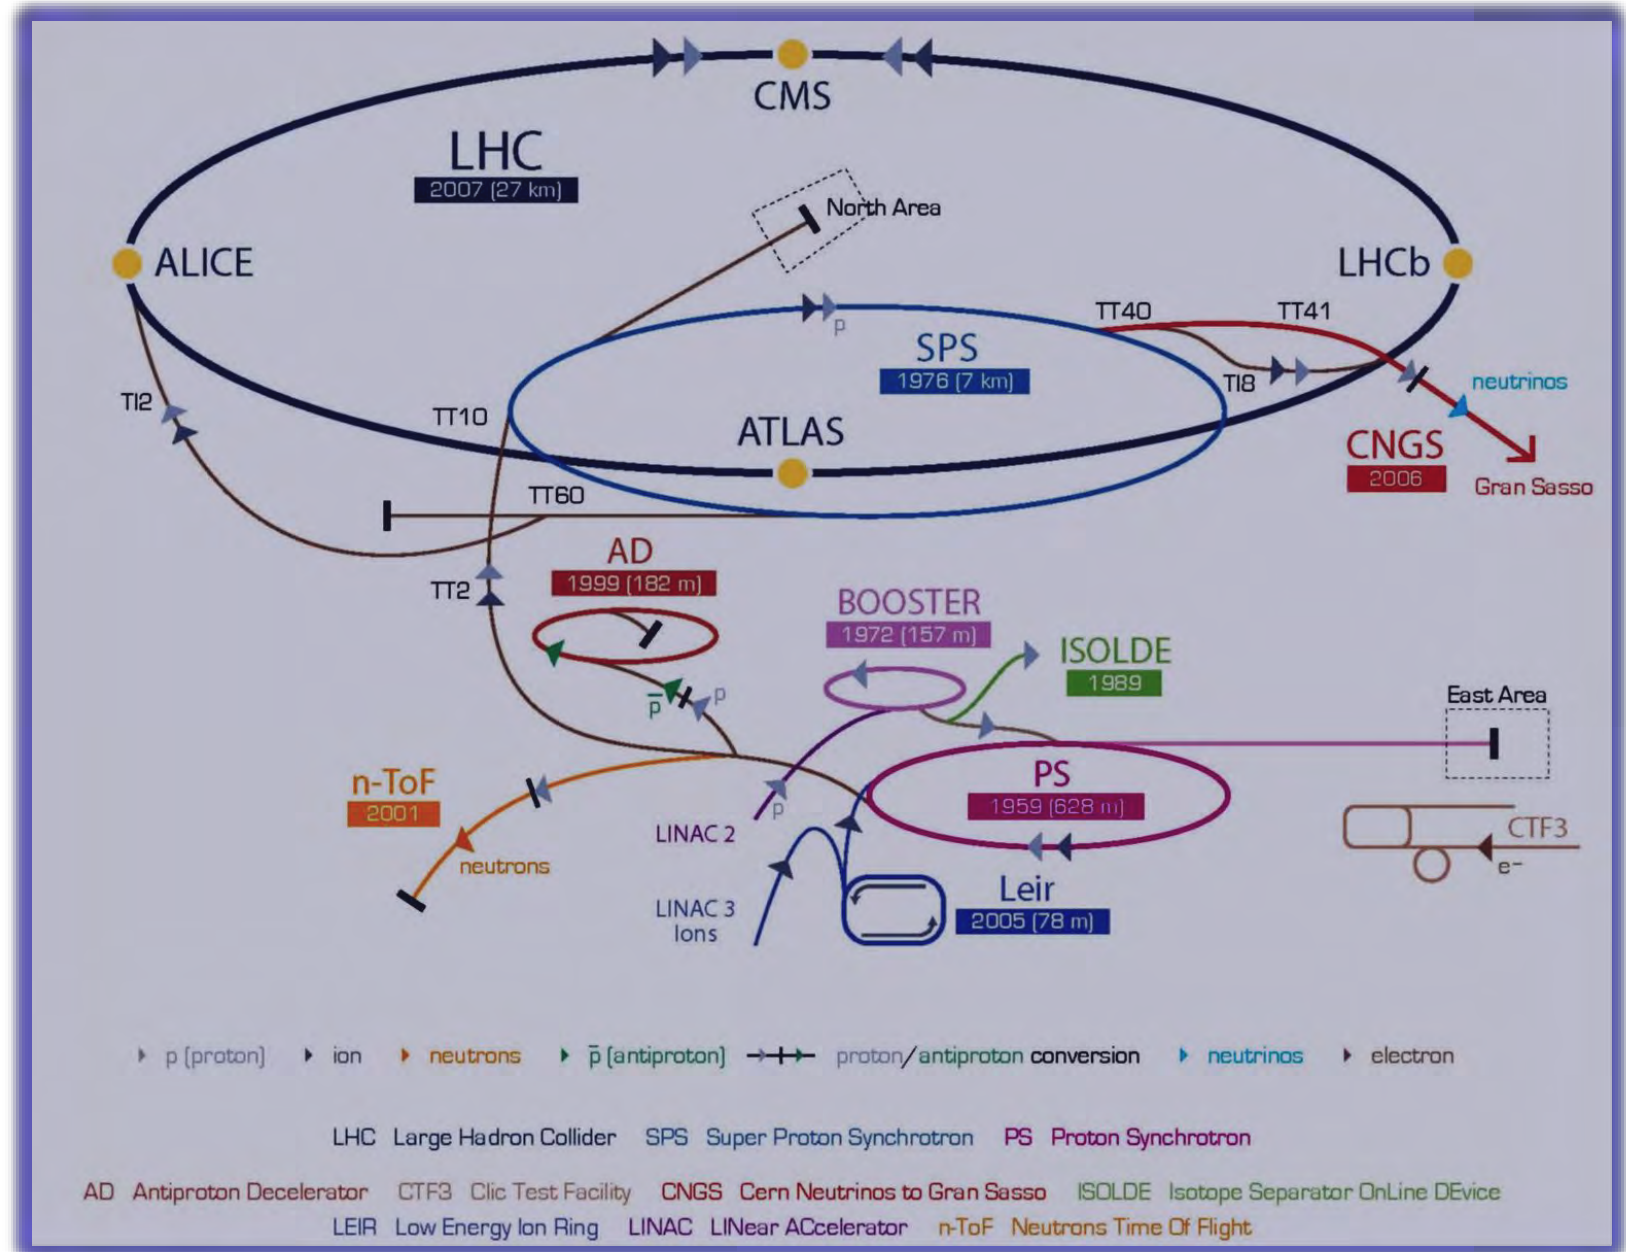 CMS
LHC
2007 (27 km)
North Area
ALICE
LHCb
TT40
TT41
p
SPS
1976 (7 km)
TI8
neutrinos
TI2
TT10
ATLAS
CNGS
2006
Gran Sasso
TT60
AD
1999 (182 m)
TT2
BOOSTER
1972 (157 m)
ISOLDE
1989
p̄
p
East Area
n-ToF
2001
neutrons
LINAC 2
p
PS
1959 (628 m)
CTF3
e⁻
LINAC 3
Ions
Leir
2005 (78 m)
p (proton) ion neutrons p̄ (antiproton) proton/antiproton conversion neutrinos electron
LHC Large Hadron Collider SPS Super Proton Synchrotron PS Proton Synchrotron
AD Antiproton Decelerator CTF3 Clic Test Facility CNGS Cern Neutrinos to Gran Sasso ISOLDE Isotope Separator OnLine DEvice
LEIR Low Energy Ion Ring LINAC LINear ACcelerator n-ToF Neutrons Time Of Flight